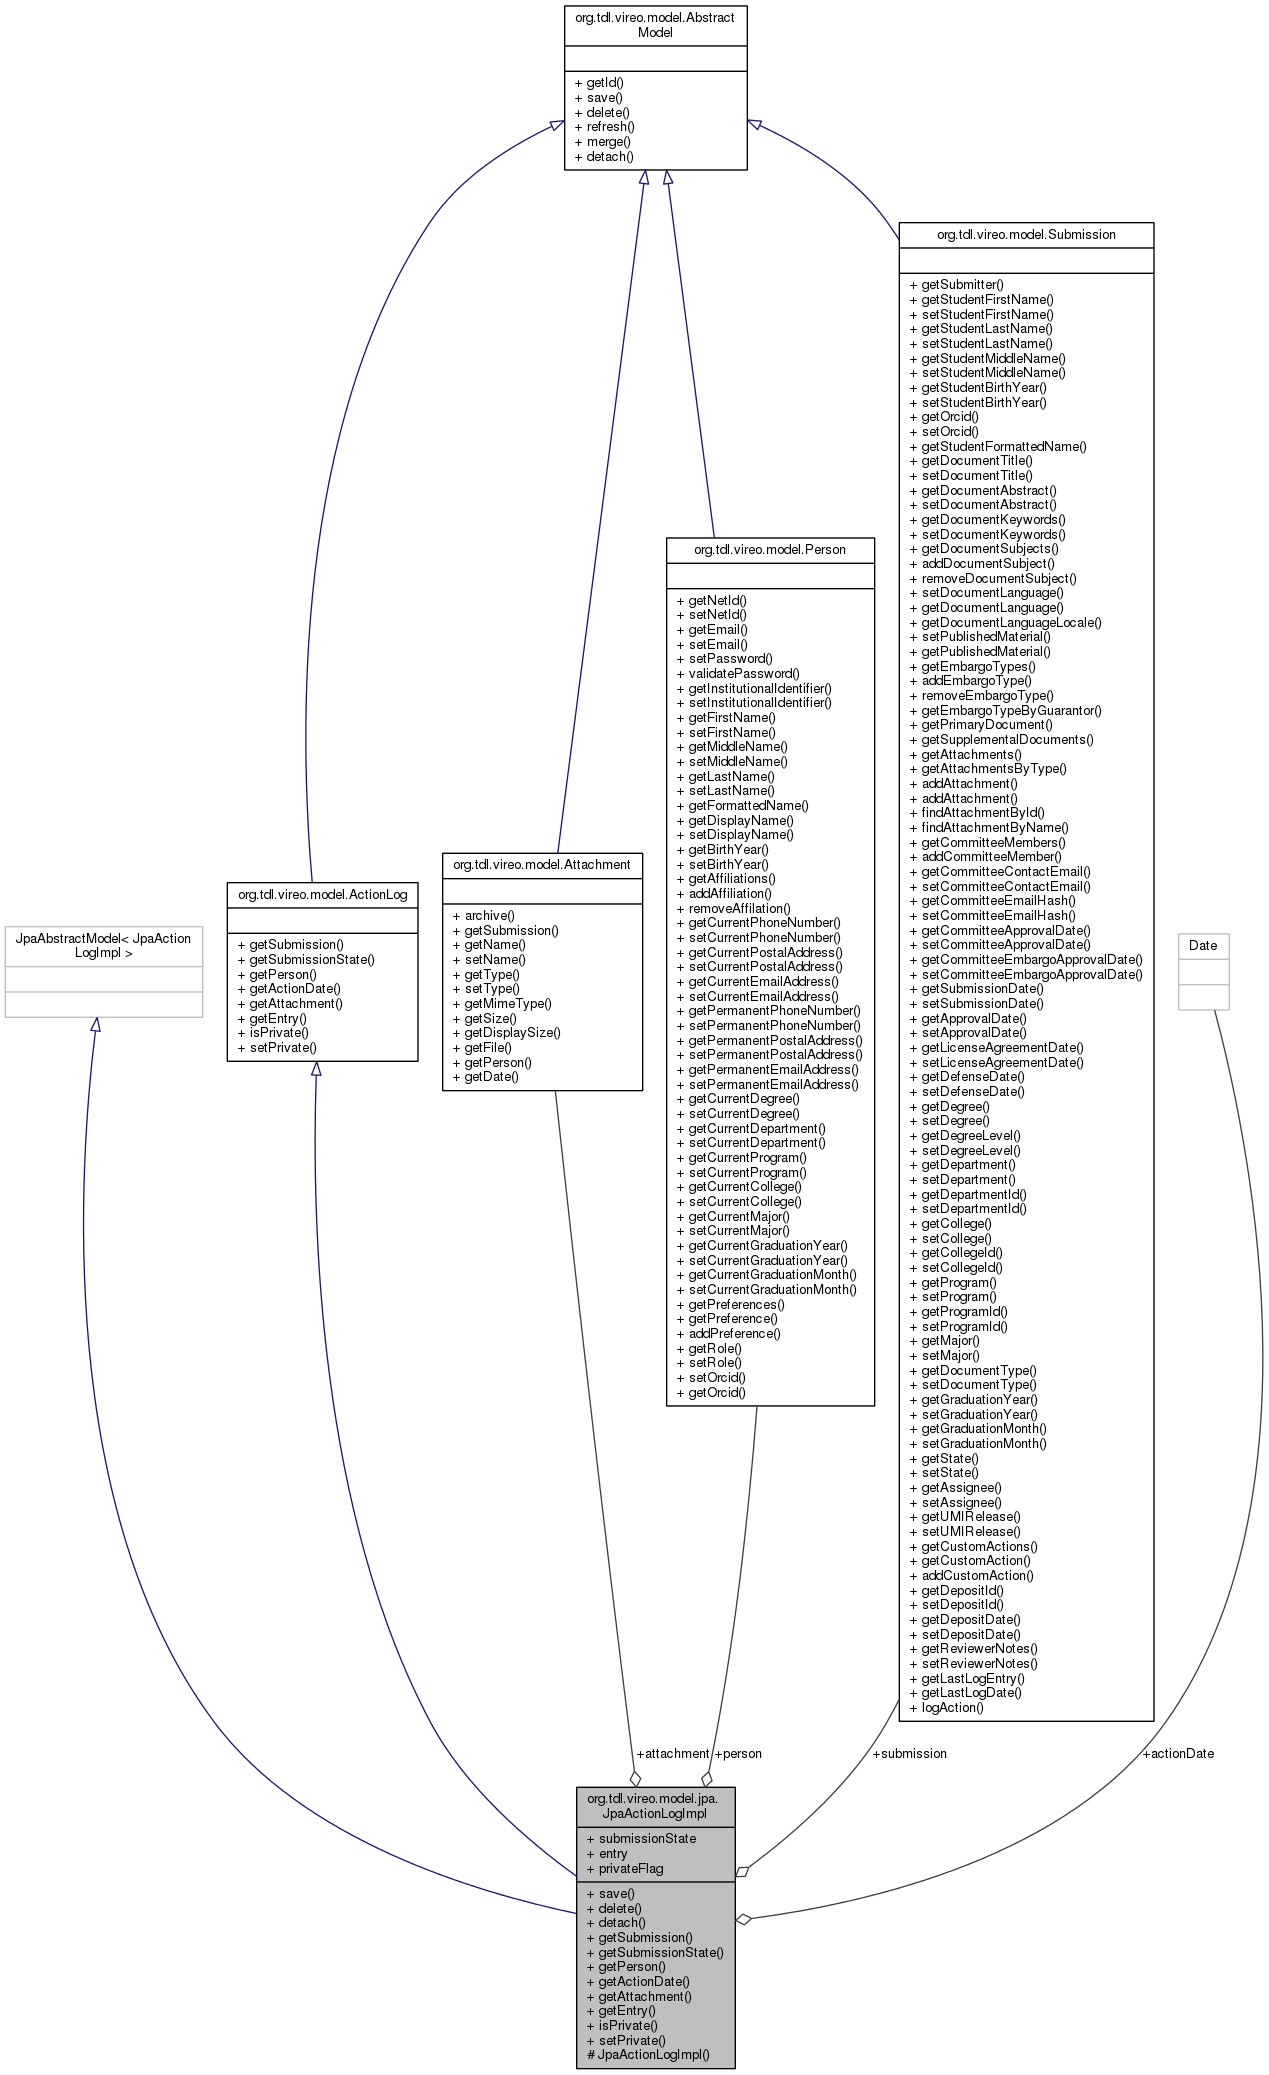 org.tdl.vireo.model.Abstract
Model
+ getId()
+ save()
+ delete()
+ refresh()
+ merge()
+ detach()
org.tdl.vireo.model.Submission
+ getSubmitter()
+ getStudentFirstName()
+ setStudentFirstName()
+ getStudentLastName()
+ setStudentLastName()
+ getStudentMiddleName()
+ setStudentMiddleName()
+ getStudentBirthYear()
+ setStudentBirthYear()
+ getOrcid()
+ setOrcid()
+ getStudentFormattedName()
+ getDocumentTitle()
+ setDocumentTitle()
+ getDocumentAbstract()
+ setDocumentAbstract()
+ getDocumentKeywords()
+ setDocumentKeywords()
+ getDocumentSubjects()
+ addDocumentSubject()
+ removeDocumentSubject()
+ setDocumentLanguage()
+ getDocumentLanguage()
+ getDocumentLanguageLocale()
+ setPublishedMaterial()
+ getPublishedMaterial()
+ getEmbargoTypes()
+ addEmbargoType()
+ removeEmbargoType()
+ getEmbargoTypeByGuarantor()
+ getPrimaryDocument()
+ getSupplementalDocuments()
+ getAttachments()
+ getAttachmentsByType()
+ addAttachment()
+ addAttachment()
+ findAttachmentById()
+ findAttachmentByName()
+ getCommitteeMembers()
+ addCommitteeMember()
+ getCommitteeContactEmail()
+ setCommitteeContactEmail()
+ getCommitteeEmailHash()
+ setCommitteeEmailHash()
+ getCommitteeApprovalDate()
+ setCommitteeApprovalDate()
+ getCommitteeEmbargoApprovalDate()
+ setCommitteeEmbargoApprovalDate()
+ getSubmissionDate()
+ setSubmissionDate()
+ getApprovalDate()
+ setApprovalDate()
+ getLicenseAgreementDate()
+ setLicenseAgreementDate()
+ getDefenseDate()
+ setDefenseDate()
+ getDegree()
+ setDegree()
+ getDegreeLevel()
+ setDegreeLevel()
+ getDepartment()
+ setDepartment()
+ getDepartmentId()
+ setDepartmentId()
+ getCollege()
+ setCollege()
+ getCollegeId()
+ setCollegeId()
+ getProgram()
+ setProgram()
+ getProgramId()
+ setProgramId()
+ getMajor()
+ setMajor()
+ getDocumentType()
+ setDocumentType()
+ getGraduationYear()
+ setGraduationYear()
+ getGraduationMonth()
+ setGraduationMonth()
+ getState()
+ setState()
+ getAssignee()
+ setAssignee()
+ getUMIRelease()
+ setUMIRelease()
+ getCustomActions()
+ getCustomAction()
+ addCustomAction()
+ getDepositId()
+ setDepositId()
+ getDepositDate()
+ setDepositDate()
+ getReviewerNotes()
+ setReviewerNotes()
+ getLastLogEntry()
+ getLastLogDate()
+ logAction()
org.tdl.vireo.model.Person
+ getNetId()
+ setNetId()
+ getEmail()
+ setEmail()
+ setPassword()
+ validatePassword()
+ getInstitutionalIdentifier()
+ setInstitutionalIdentifier()
+ getFirstName()
+ setFirstName()
+ getMiddleName()
+ setMiddleName()
+ getLastName()
+ setLastName()
+ getFormattedName()
+ getDisplayName()
+ setDisplayName()
+ getBirthYear()
+ setBirthYear()
+ getAffiliations()
+ addAffiliation()
+ removeAffilation()
+ getCurrentPhoneNumber()
+ setCurrentPhoneNumber()
+ getCurrentPostalAddress()
+ setCurrentPostalAddress()
+ getCurrentEmailAddress()
+ setCurrentEmailAddress()
+ getPermanentPhoneNumber()
+ setPermanentPhoneNumber()
+ getPermanentPostalAddress()
+ setPermanentPostalAddress()
+ getPermanentEmailAddress()
+ setPermanentEmailAddress()
+ getCurrentDegree()
+ setCurrentDegree()
+ getCurrentDepartment()
+ setCurrentDepartment()
+ getCurrentProgram()
+ setCurrentProgram()
+ getCurrentCollege()
+ setCurrentCollege()
+ getCurrentMajor()
+ setCurrentMajor()
+ getCurrentGraduationYear()
+ setCurrentGraduationYear()
+ getCurrentGraduationMonth()
+ setCurrentGraduationMonth()
+ getPreferences()
+ getPreference()
+ addPreference()
+ getRole()
+ setRole()
+ setOrcid()
+ getOrcid()
org.tdl.vireo.model.Attachment
+ archive()
+ getSubmission()
+ getName()
+ setName()
+ getType()
+ setType()
+ getMimeType()
+ getSize()
+ getDisplaySize()
+ getFile()
+ getPerson()
+ getDate()
org.tdl.vireo.model.ActionLog
+ getSubmission()
+ getSubmissionState()
+ getPerson()
+ getActionDate()
+ getAttachment()
+ getEntry()
+ isPrivate()
+ setPrivate()
JpaAbstractModel< JpaAction
LogImpl >
Date
+attachment
+person
+submission
+actionDate
org.tdl.vireo.model.jpa.
JpaActionLogImpl
+ submissionState
+ entry
+ privateFlag
+ save()
+ delete()
+ detach()
+ getSubmission()
+ getSubmissionState()
+ getPerson()
+ getActionDate()
+ getAttachment()
+ getEntry()
+ isPrivate()
+ setPrivate()
# JpaActionLogImpl()